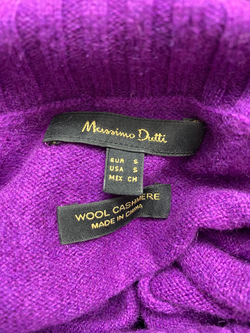 Massimo Dutti
EUR S
USA S
MEX CH
WOOL CASHMERE
MADE IN CHINA